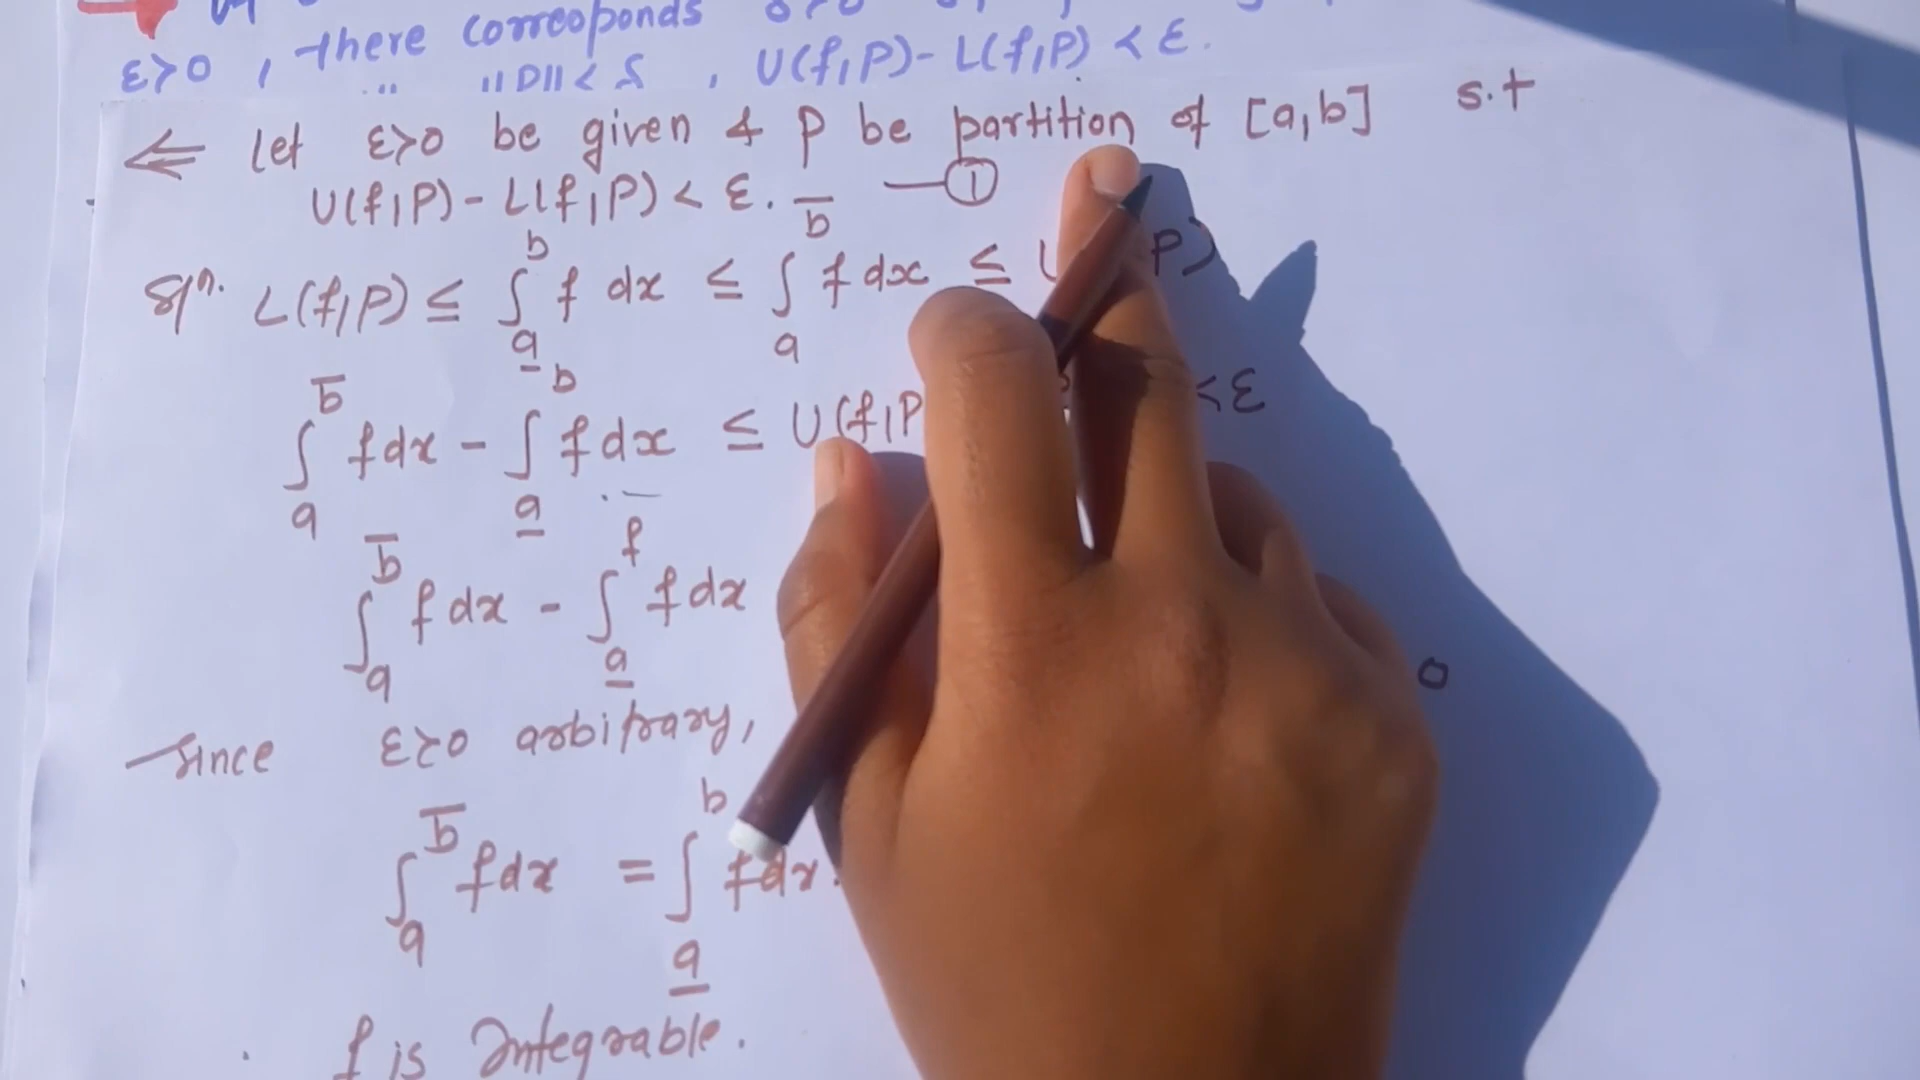 ε>0 , there corresponds
||P|| < δ , U(f,P)-L(f,P) < ε.
⇐ Let ε>0 be given & P be partition of [a,b] s.t
U(f,P)-L(f,P) < ε. —①
L(f,P) ≤ ∫_a̲^b f dx ≤ ∫_a^b̅ f dx ≤ P)
∫_a^b̅ f dx - ∫_a̲^b f dx ≤ U(f,P <ε
∫_a^b̅ f dx - ∫_a̲^f f dx 0
Since ε>0 arbitrary,
∫_a^b̅ f dx = ∫_a̲^b f dx.
f is Integrable.